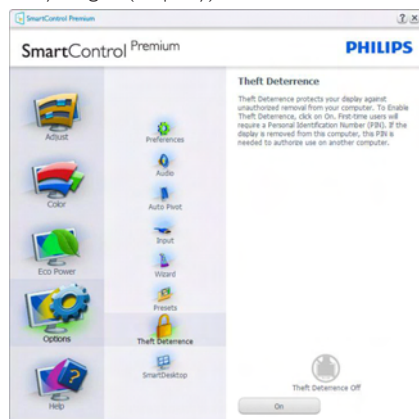 SmartControl Premium
SmartControl Premium
PHILIPS
Adjust
Color
Eco Power
Options
Help
Preferences
Audio
Auto Pivot
Input
Wizard
Presets
Theft Deterrence
SmartDesktop
Theft Deterrence
Theft Deterrence protects your display against
unauthorized removal from your computer. To Enable
Theft Deterrence, click on On. First-time users will
require a Personal Identification Number (PIN). If the
display is removed from this computer, this PIN is
needed to authorize use on another computer.
Theft Deterrence Off
On